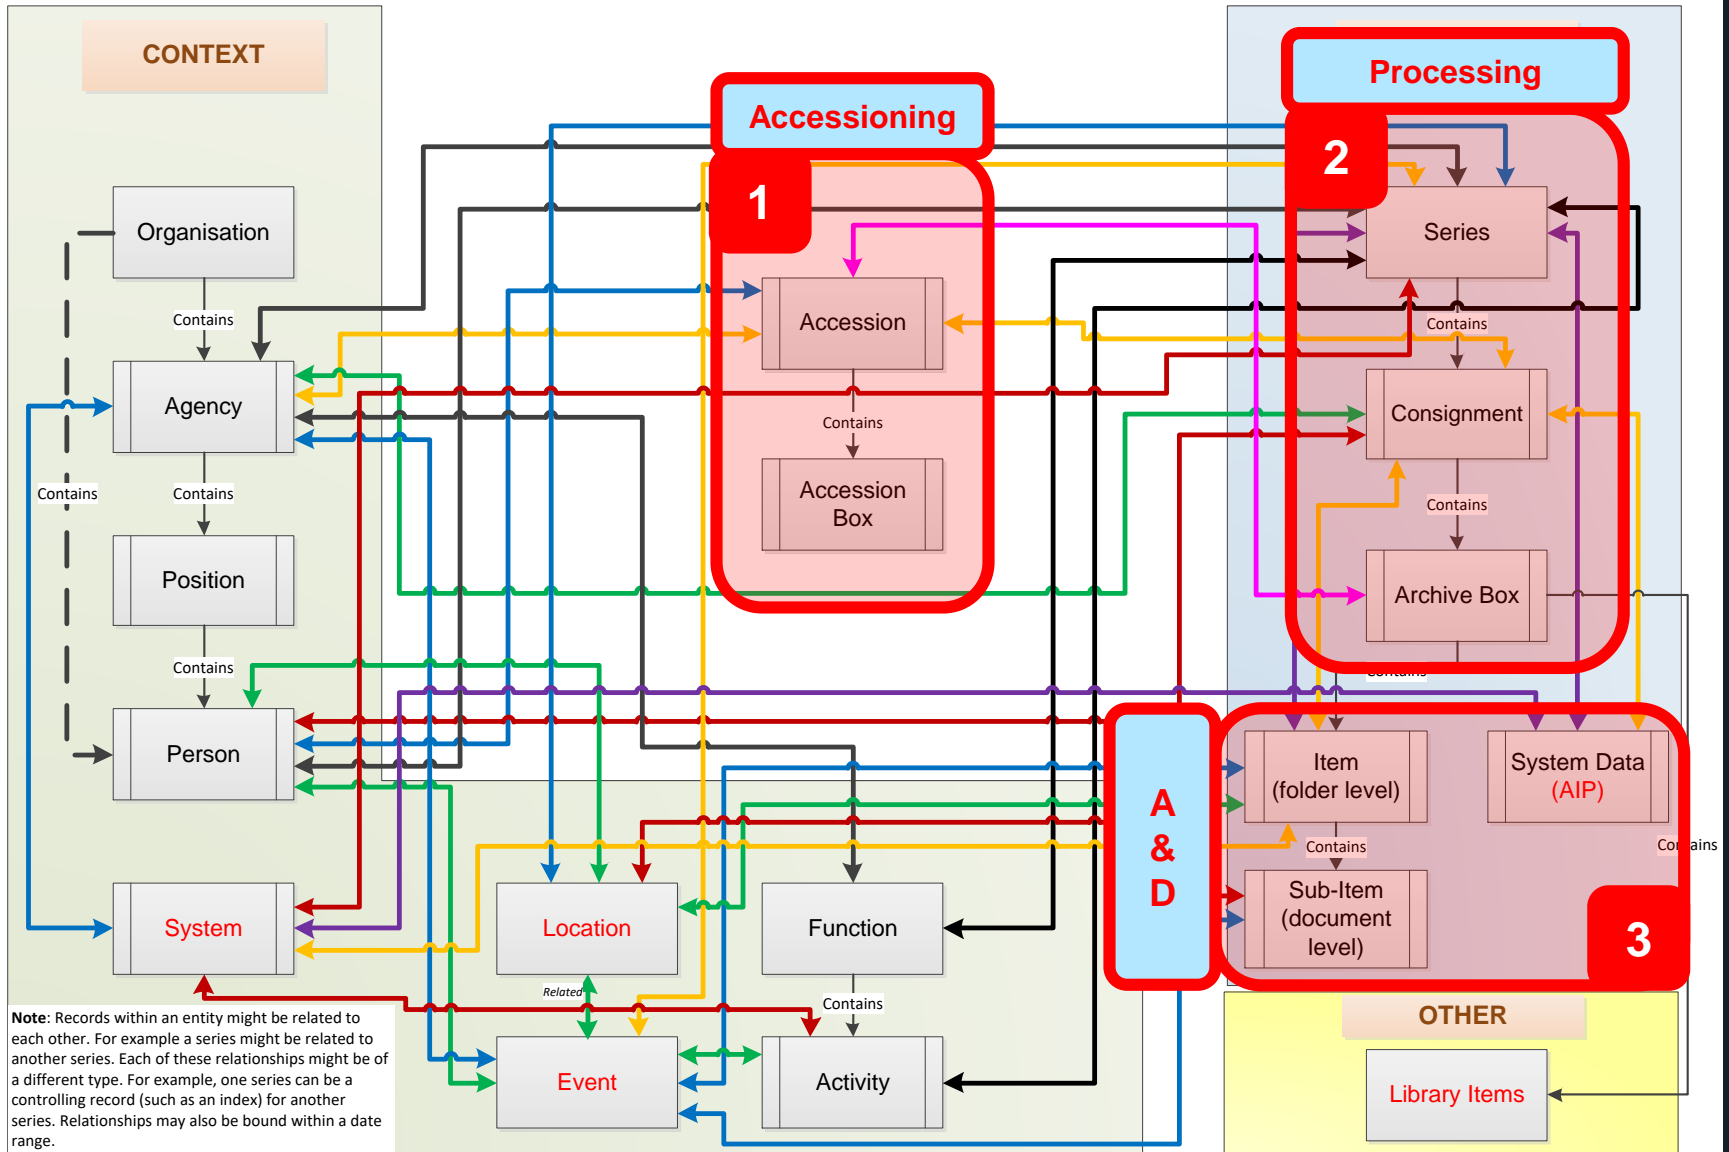 CONTEXT
Processing
Accessioning
2
1
Organisation
Series
Contains
Contains
Accession
Agency
Consignment
Contains
Contains
Contains
Contains
Accession
Box
Position
Archive Box
Contains
Contains
Person
Item
(folder level)
System Data
(AIP)
A
&
D
Contains
Contains
Sub-Item
(document
level)
3
System
Location
Function
Related
Contains
OTHER
Event
Activity
Library Items
Note: Records within an entity might be related to
each other. For example a series might be related to
another series. Each of these relationships might be of
a different type. For example, one series can be a
controlling record (such as an index) for another
series. Relationships may also be bound within a date
range.